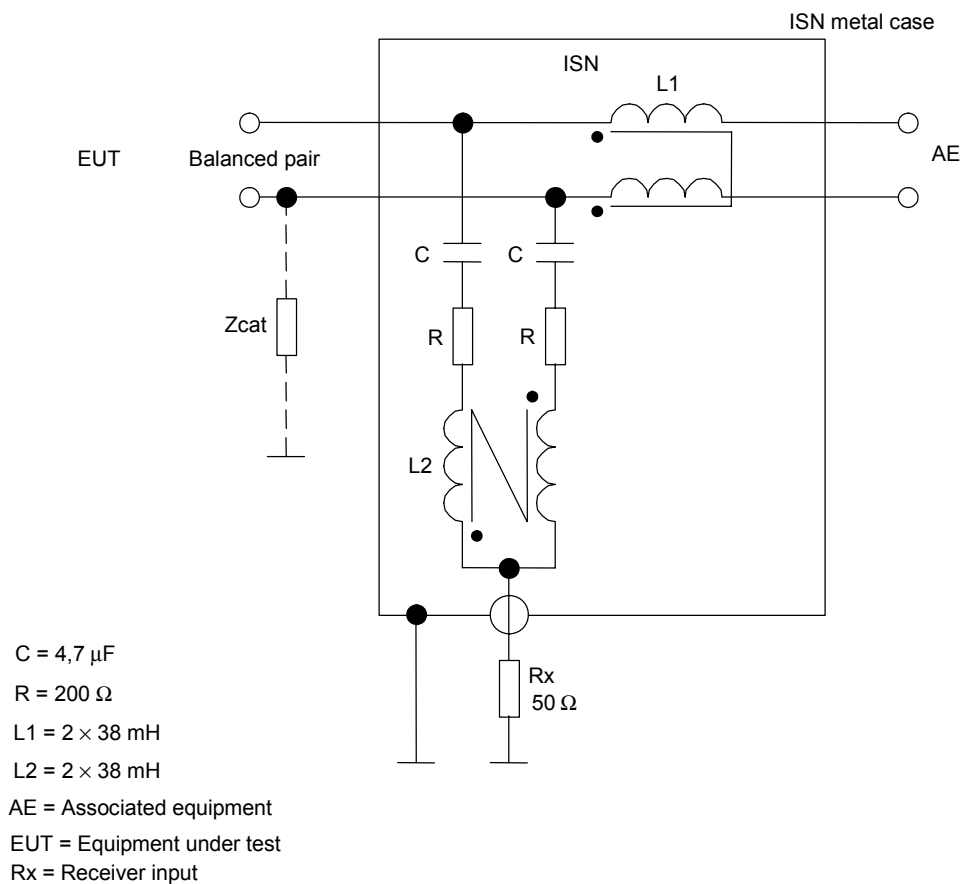 ISN metal case
ISN
L1
EUT
Balanced pair
AE
C
C
Zcat
R
R
L2
Rx
50 Ω
C = 4,7 μF
R = 200 Ω
L1 = 2 × 38 mH
L2 = 2 × 38 mH
AE = Associated equipment
EUT = Equipment under test
Rx = Receiver input